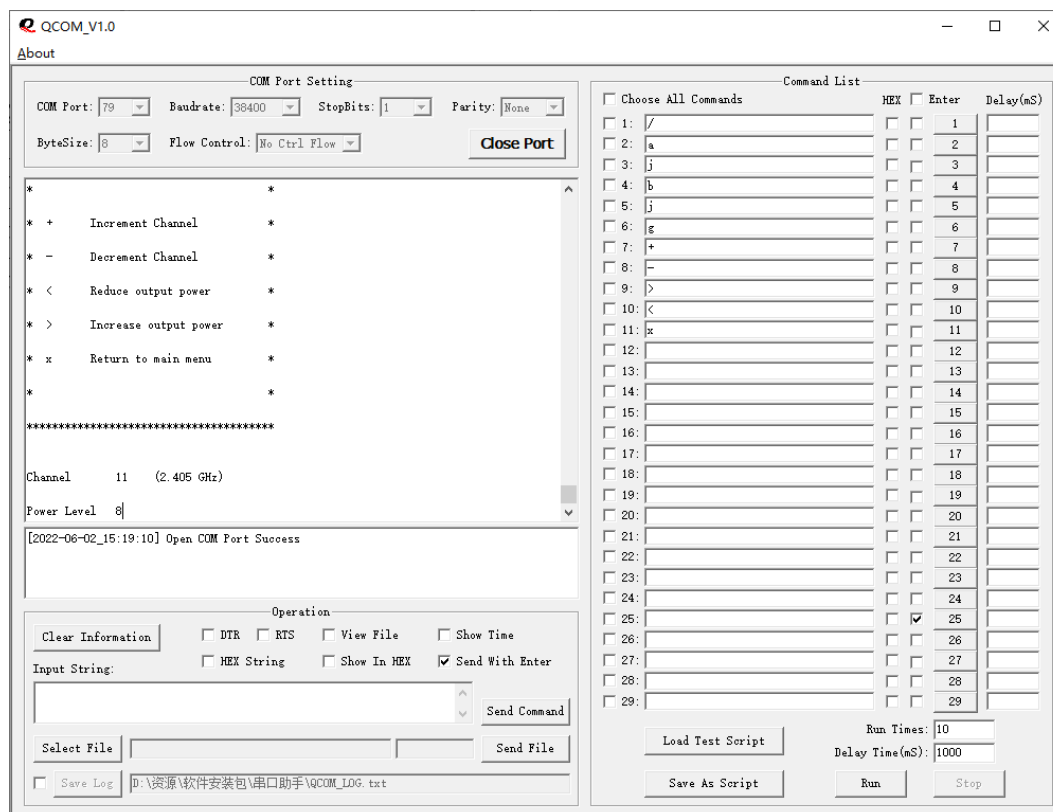 QCOM_V1.0
About
COM Port Setting
COM Port: 79 Baudrate: 38400 StopBits: 1 Parity: None
ByteSize: 8 Flow Control: No Ctrl Flow Close Port
* *
* + Increment Channel *
* - Decrement Channel *
* < Reduce output power *
* > Increase output power *
* x Return to main menu *
* *
***************************************
Channel 11 (2.405 GHz)
Power Level 8
[2022-06-02_15:19:10] Open COM Port Success
Operation
Clear Information DTR RTS View File Show Time
HEX String Show In HEX Send With Enter
Input String:
Send Command
Select File Send File
Save Log D:\资源\软件安装包\串口助手\QCOM_LOG.txt
Command List
Choose All Commands HEX Enter Delay(mS)
1: / 1
2: a 2
3: j 3
4: b 4
5: j 5
6: g 6
7: + 7
8: - 8
9: > 9
10: < 10
11: x 11
12: 12
13: 13
14: 14
15: 15
16: 16
17: 17
18: 18
19: 19
20: 20
21: 21
22: 22
23: 23
24: 24
25: 25
26: 26
27: 27
28: 28
29: 29
Load Test Script Run Times: 10
Delay Time(mS): 1000
Save As Script Run Stop